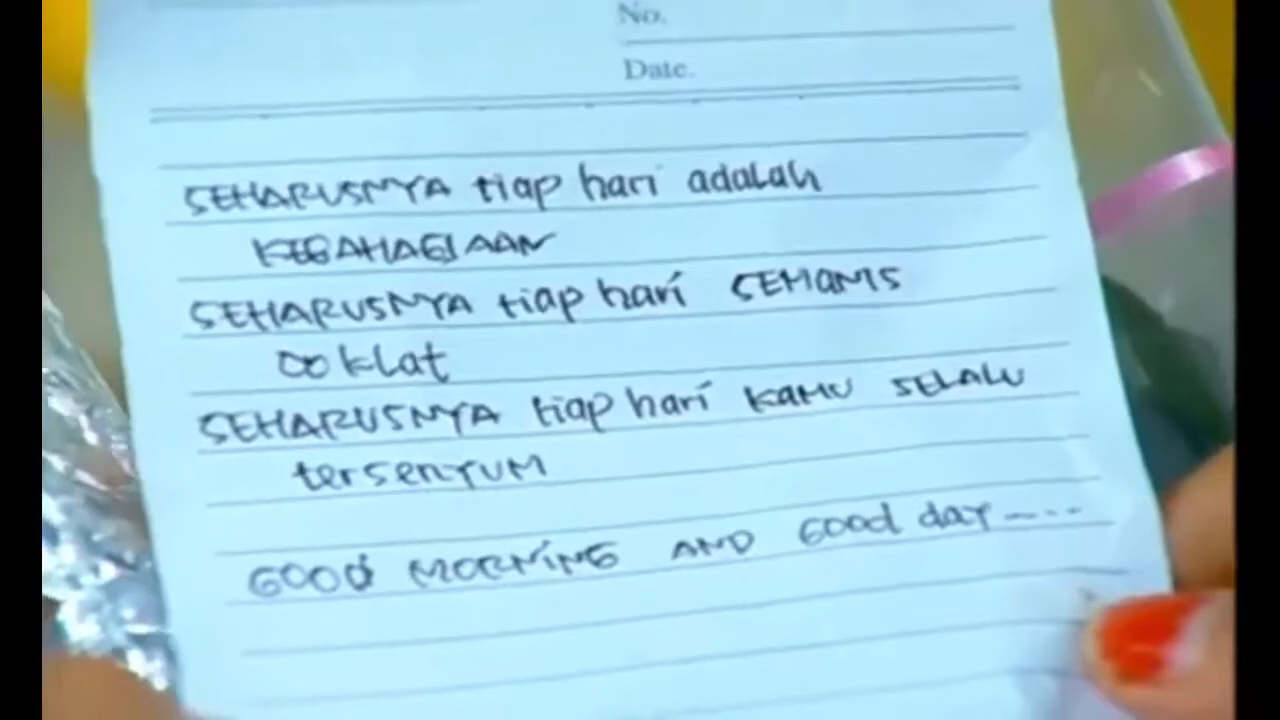 No.
Date.
SEHARUSNYA tiap hari adalah
KEBAHAGIAAN
SEHARUSNYA tiap hari SEMANIS
COKLAT
SEHARUSNYA tiap hari KAMU SELALU
tersenYUM
GOOD MORNING AND GOOD day.....